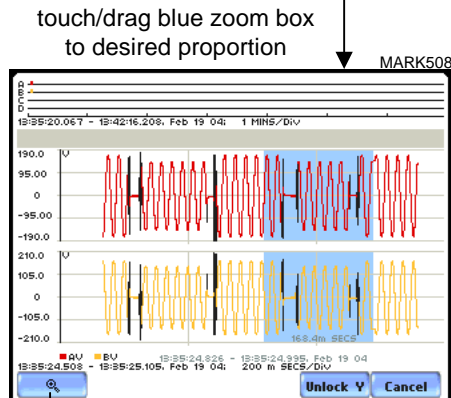 touch/drag blue zoom box
to desired proportion
MARK508
A
B
C
D
13:35:20.067 - 13:42:16.208, Feb 19 04; 1 MINS/Div
190.0
V
95.00
0
-95.00
-190.0
210.0
V
105.0
0
-105.0
-210.0
168.4m SECS
AV BV 13:35:24.826 - 13:35:24.995, Feb 19 04
13:35:24.508 - 13:35:25.105, Feb 19 04; 200 m SECS/Div
Unlock Y Cancel